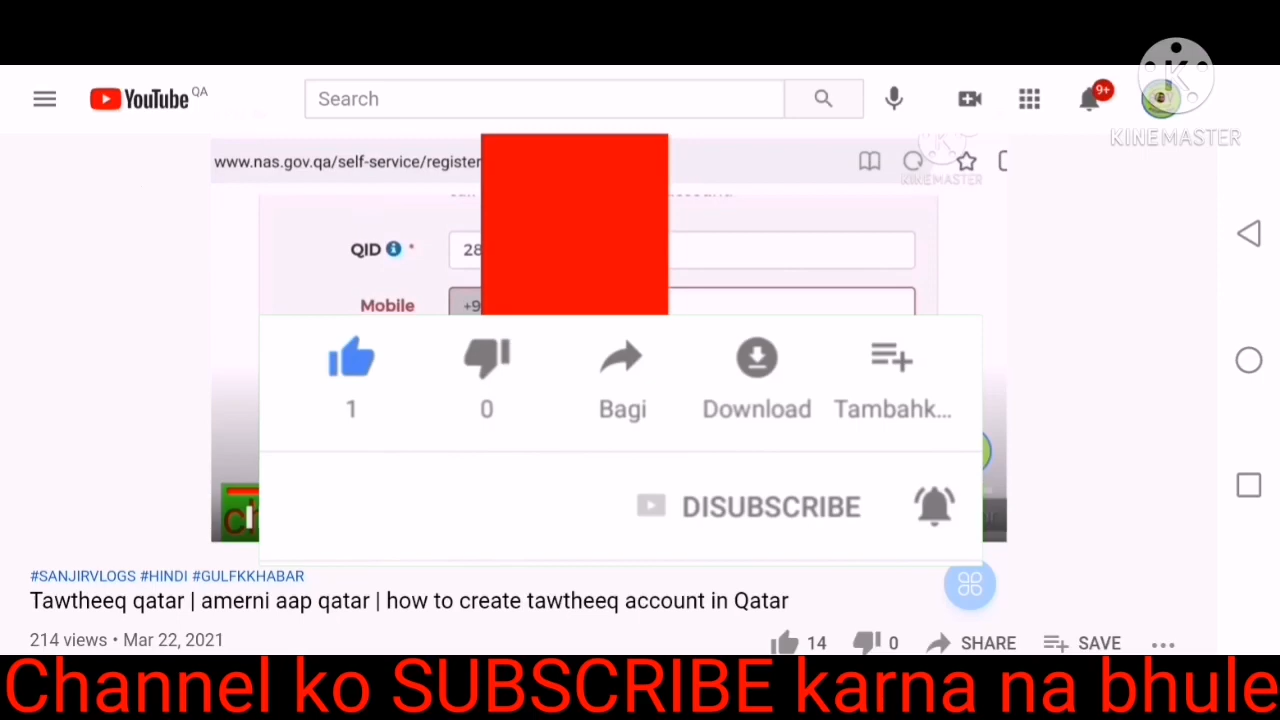 YouTube QA
Search
9+
KINEMASTER
www.nas.gov.qa/self-service/register
KINEMASTER
QID *
28
Mobile
+9
1
0
Bagi
Download
Tambahk...
DISUBSCRIBE
#SANJIRVLOGS #HINDI #GULFKKHABAR
Tawtheeq qatar | amerni aap qatar | how to create tawtheeq account in Qatar
214 views • Mar 22, 2021
14
0
SHARE
SAVE
Channel ko SUBSCRIBE karna na bhule